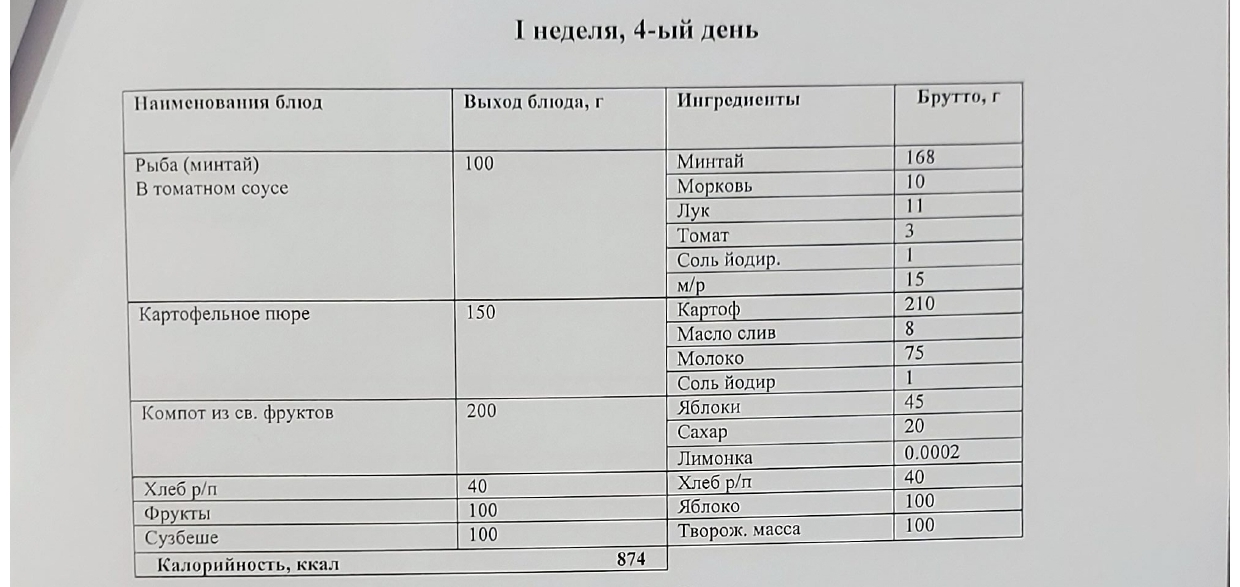 I неделя, 4-ый день
Наименования блюд Выход блюда, г Ингредиенты Брутто, г
Рыба (минтай) 100 Минтай 168
В томатном соусе Морковь 10
Лук 11
Томат 3
Соль йодир. 1
м/р 15
Картофельное пюре 150 Картоф 210
Масло слив 8
Молоко 75
Соль йодир 1
Компот из св. фруктов 200 Яблоки 45
Сахар 20
Лимонка 0.0002
Хлеб р/п 40 Хлеб р/п 40
Фрукты 100 Яблоко 100
Сузбеше 100 Творож. масса 100
Калорийность, ккал 874